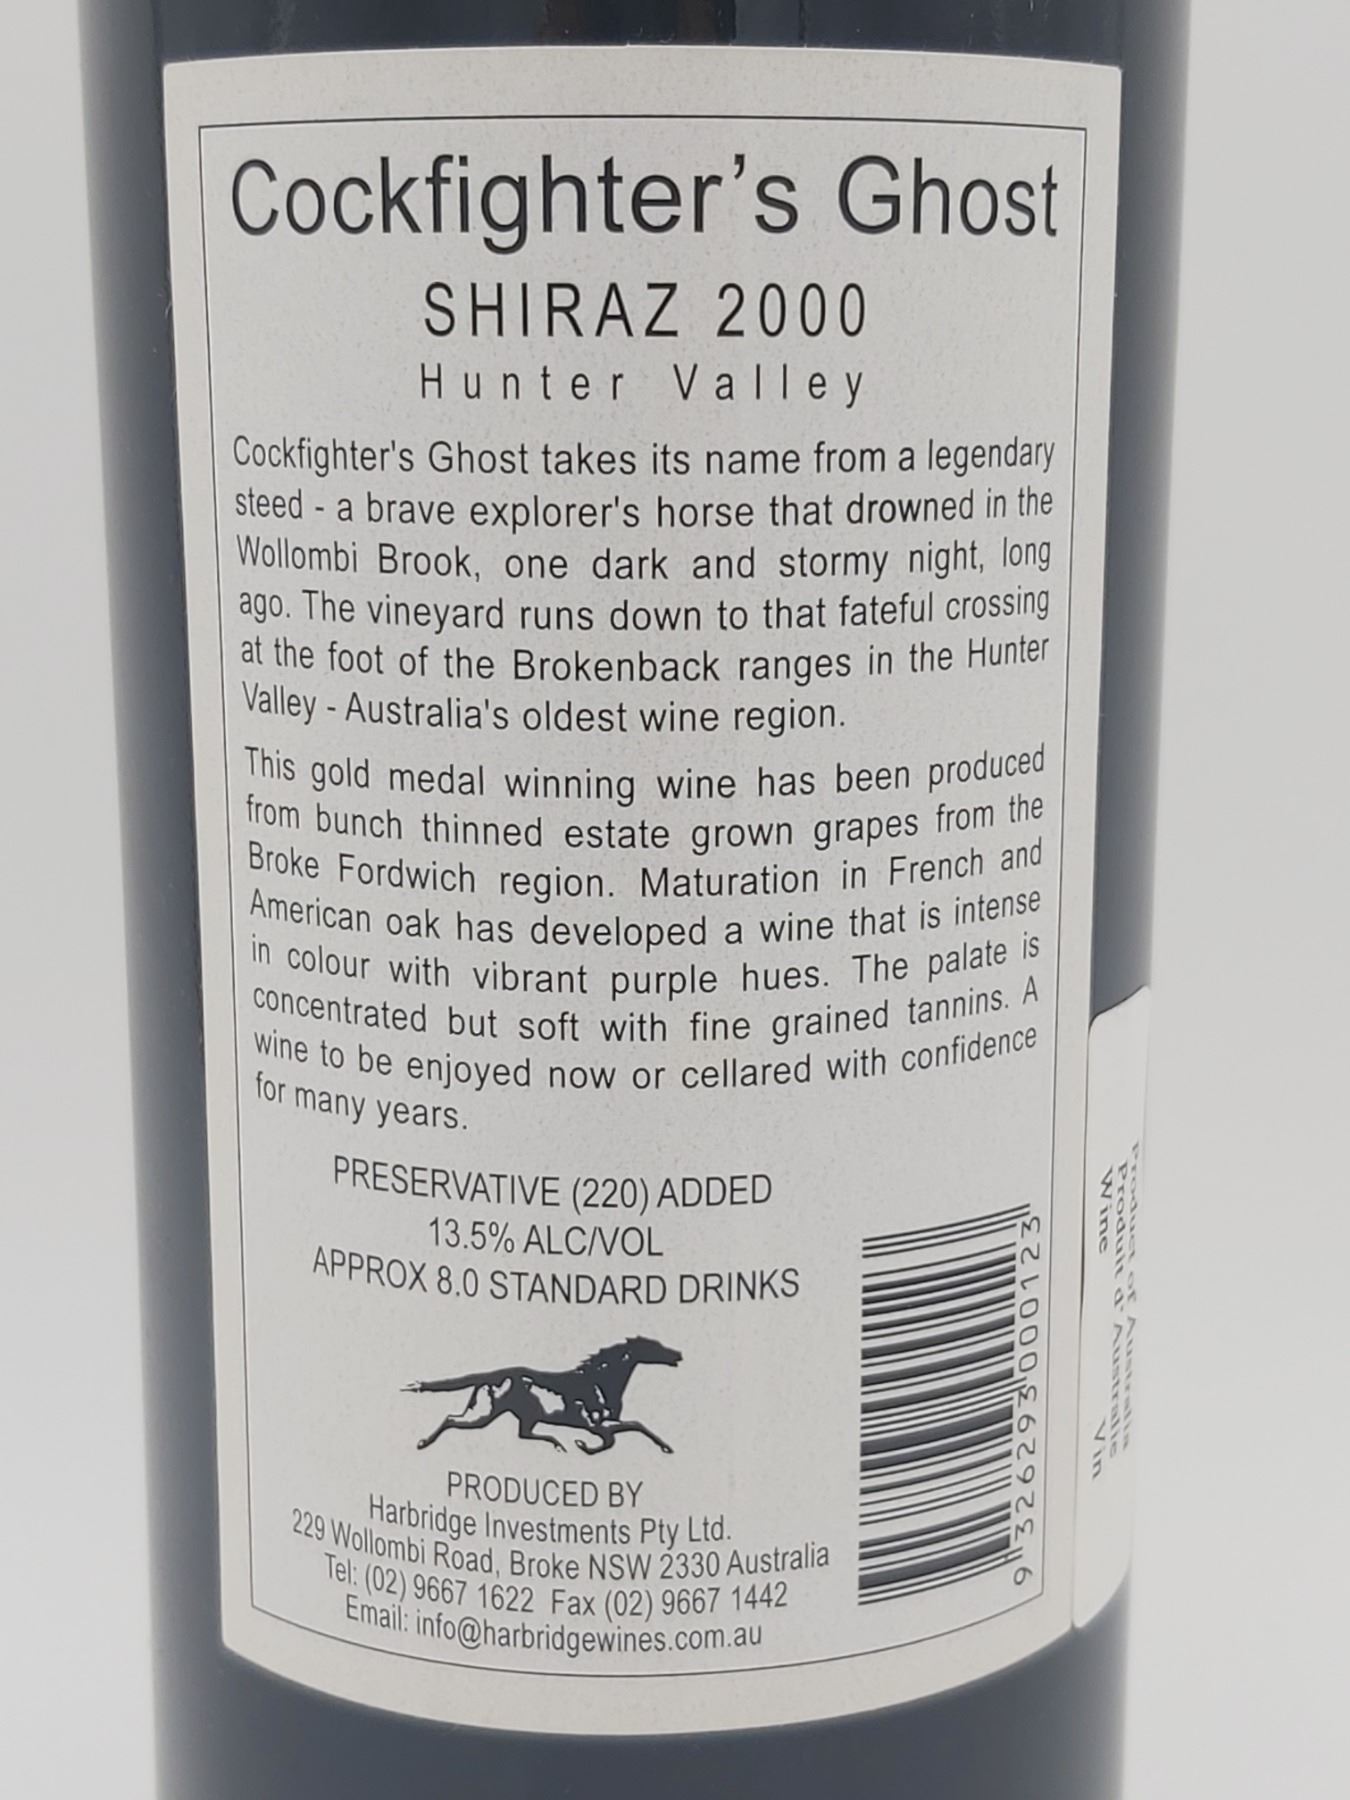 Cockfighter's Ghost
SHIRAZ 2000
Hunter Valley
Cockfighter's Ghost takes its name from a legendary
steed - a brave explorer's horse that drowned in the
Wollombi Brook, one dark and stormy night, long
ago. The vineyard runs down to that fateful crossing
at the foot of the Brokenback ranges in the Hunter
Valley - Australia's oldest wine region.
This gold medal winning wine has been produced
from bunch thinned estate grown grapes from the
Broke Fordwich region. Maturation in French and
American oak has developed a wine that is intense
in colour with vibrant purple hues. The palate is
concentrated but soft with fine grained tannins. A
wine to be enjoyed now or cellared with confidence
for many years.
PRESERVATIVE (220) ADDED
13.5% ALC/VOL
APPROX 8.0 STANDARD DRINKS
PRODUCED BY
Harbridge Investments Pty Ltd.
229 Wollombi Road, Broke NSW 2330 Australia
Tel: (02) 9667 1622 Fax (02) 9667 1442
Email: info@harbridgewines.com.au
9 326293 000123
Product of Australia
Produit d'Australie
Wine Vin